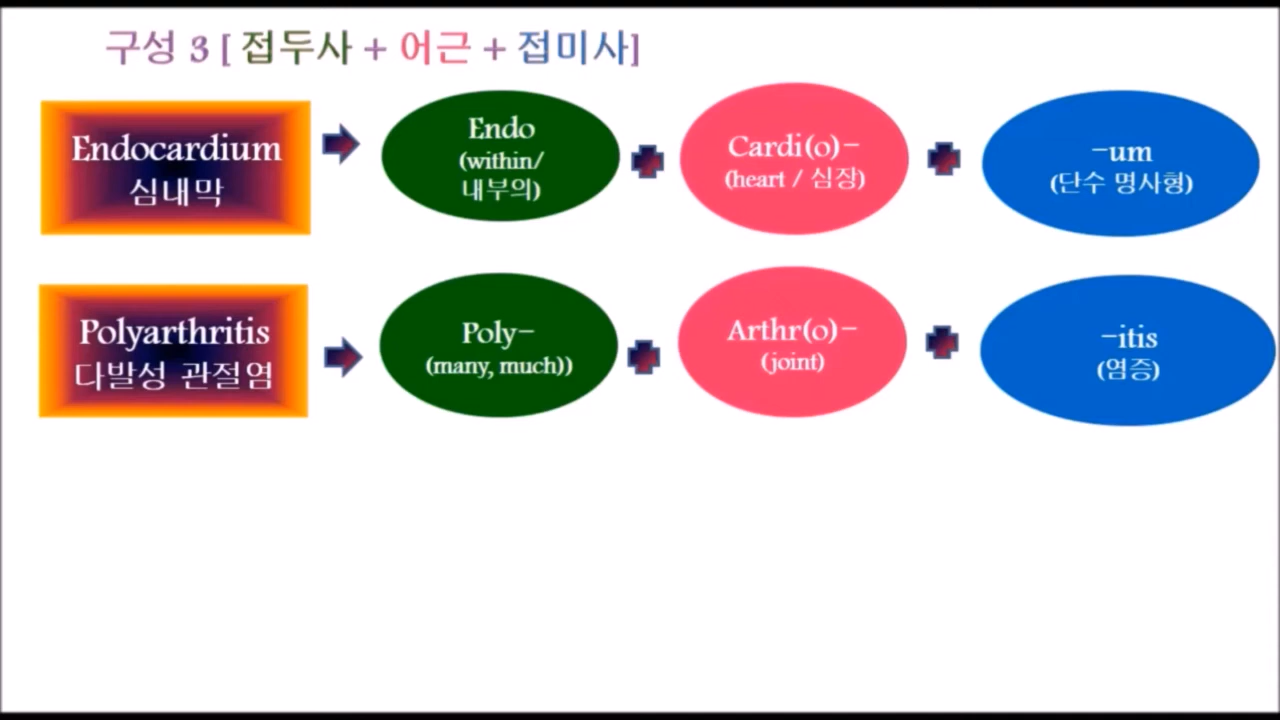 구성 3 [ 접두사 + 어근 + 접미사]
Endocardium
심내막
Endo
(within/
내부의)
Cardi(o)-
(heart / 심장)
-um
(단수 명사형)
Polyarthritis
다발성 관절염
Poly-
(many, much))
Arthr(o)-
(joint)
-itis
(염증)